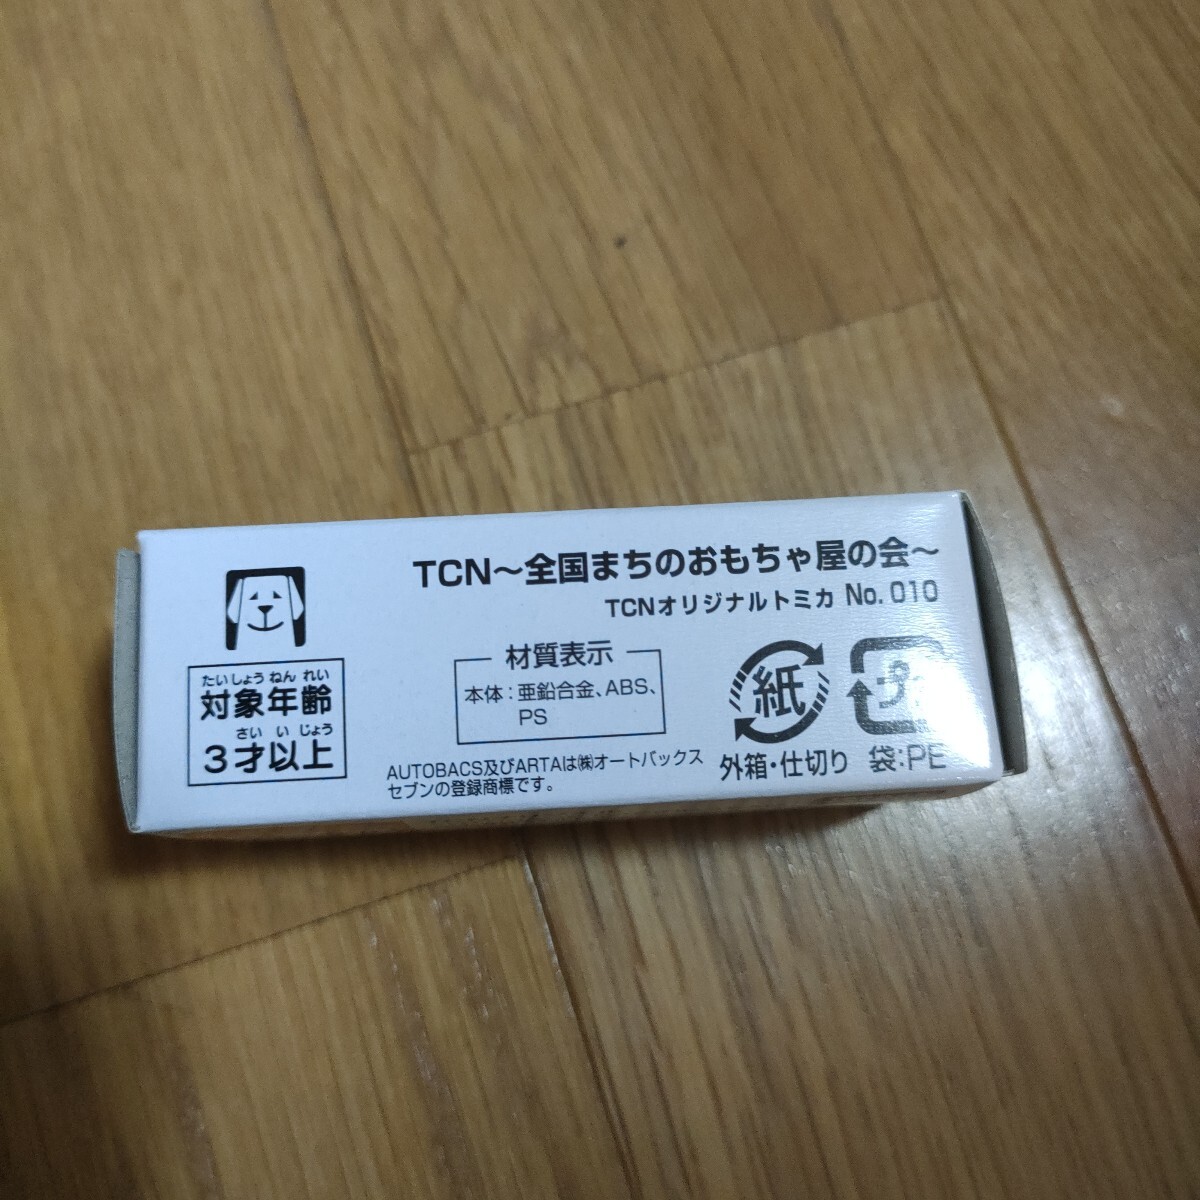 TCN～全国まちのおもちゃ屋の会～
TCNオリジナルトミカ No. 010
たいしょう ねん れい
対象年齢
さい い じょう
3才以上
材質表示
本体：亜鉛合金、ABS、
PS
AUTOBACS及びARTAは㈱オートバックス
セブンの登録商標です。
紙
外箱・仕切り
プラ
袋：PE